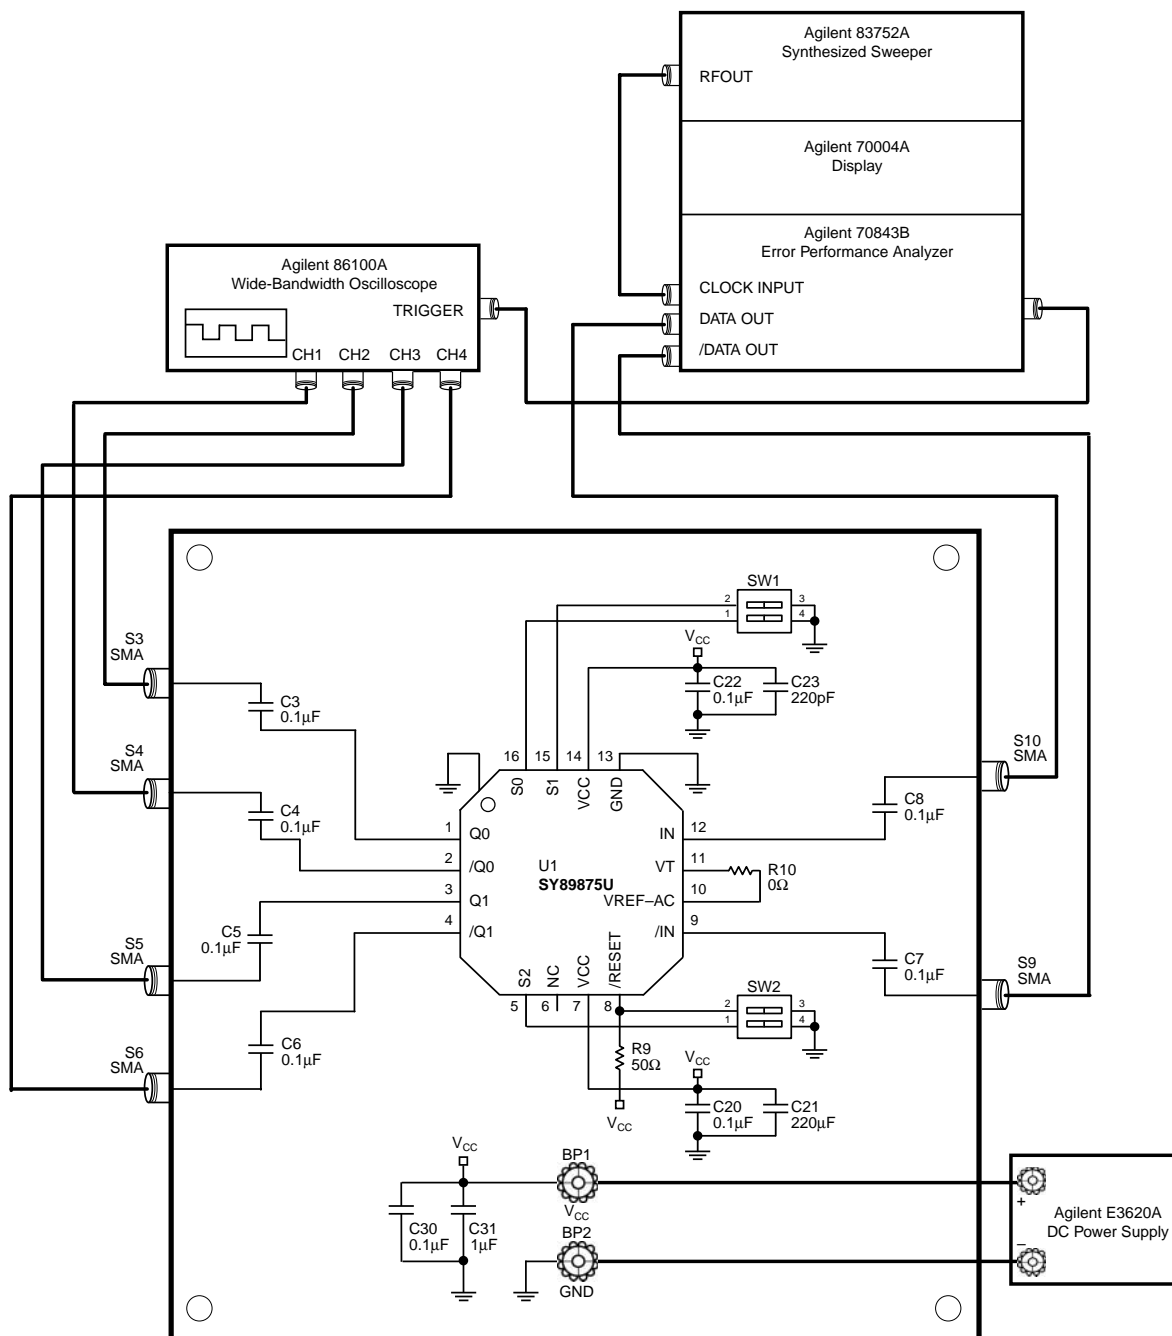 Agilent 83752A
Synthesized Sweeper
RFOUT
Agilent 70004A
Display
Agilent 70843B
Error Performance Analyzer
CLOCK INPUT
DATA OUT
/DATA OUT
Agilent 86100A
Wide-Bandwidth Oscilloscope
TRIGGER
CH1 CH2 CH3 CH4
SW1
2 3
1 4
S3
SMA
VCC
C22
0.1µF
C23
220pF
C3
0.1µF
S4
SMA
16 15 14 13
S0 S1 VCC GND
S10
SMA
C4
0.1µF
C8
0.1µF
1 Q0
IN 12
2 /Q0
U1
SY89875U
VT 11
R10
0Ω
3 Q1
VREF–AC 10
4 /Q1
/IN 9
C5
0.1µF
S5
SMA
S2 NC VCC /RESET
5 6 7 8
C7
0.1µF
S9
SMA
SW2
2 3
1 4
C6
0.1µF
S6
SMA
R9
50Ω
VCC
VCC
C20
0.1µF
C21
220µF
VCC
C30
0.1µF
C31
1µF
BP1
VCC
BP2
GND
+
Agilent E3620A
DC Power Supply
–